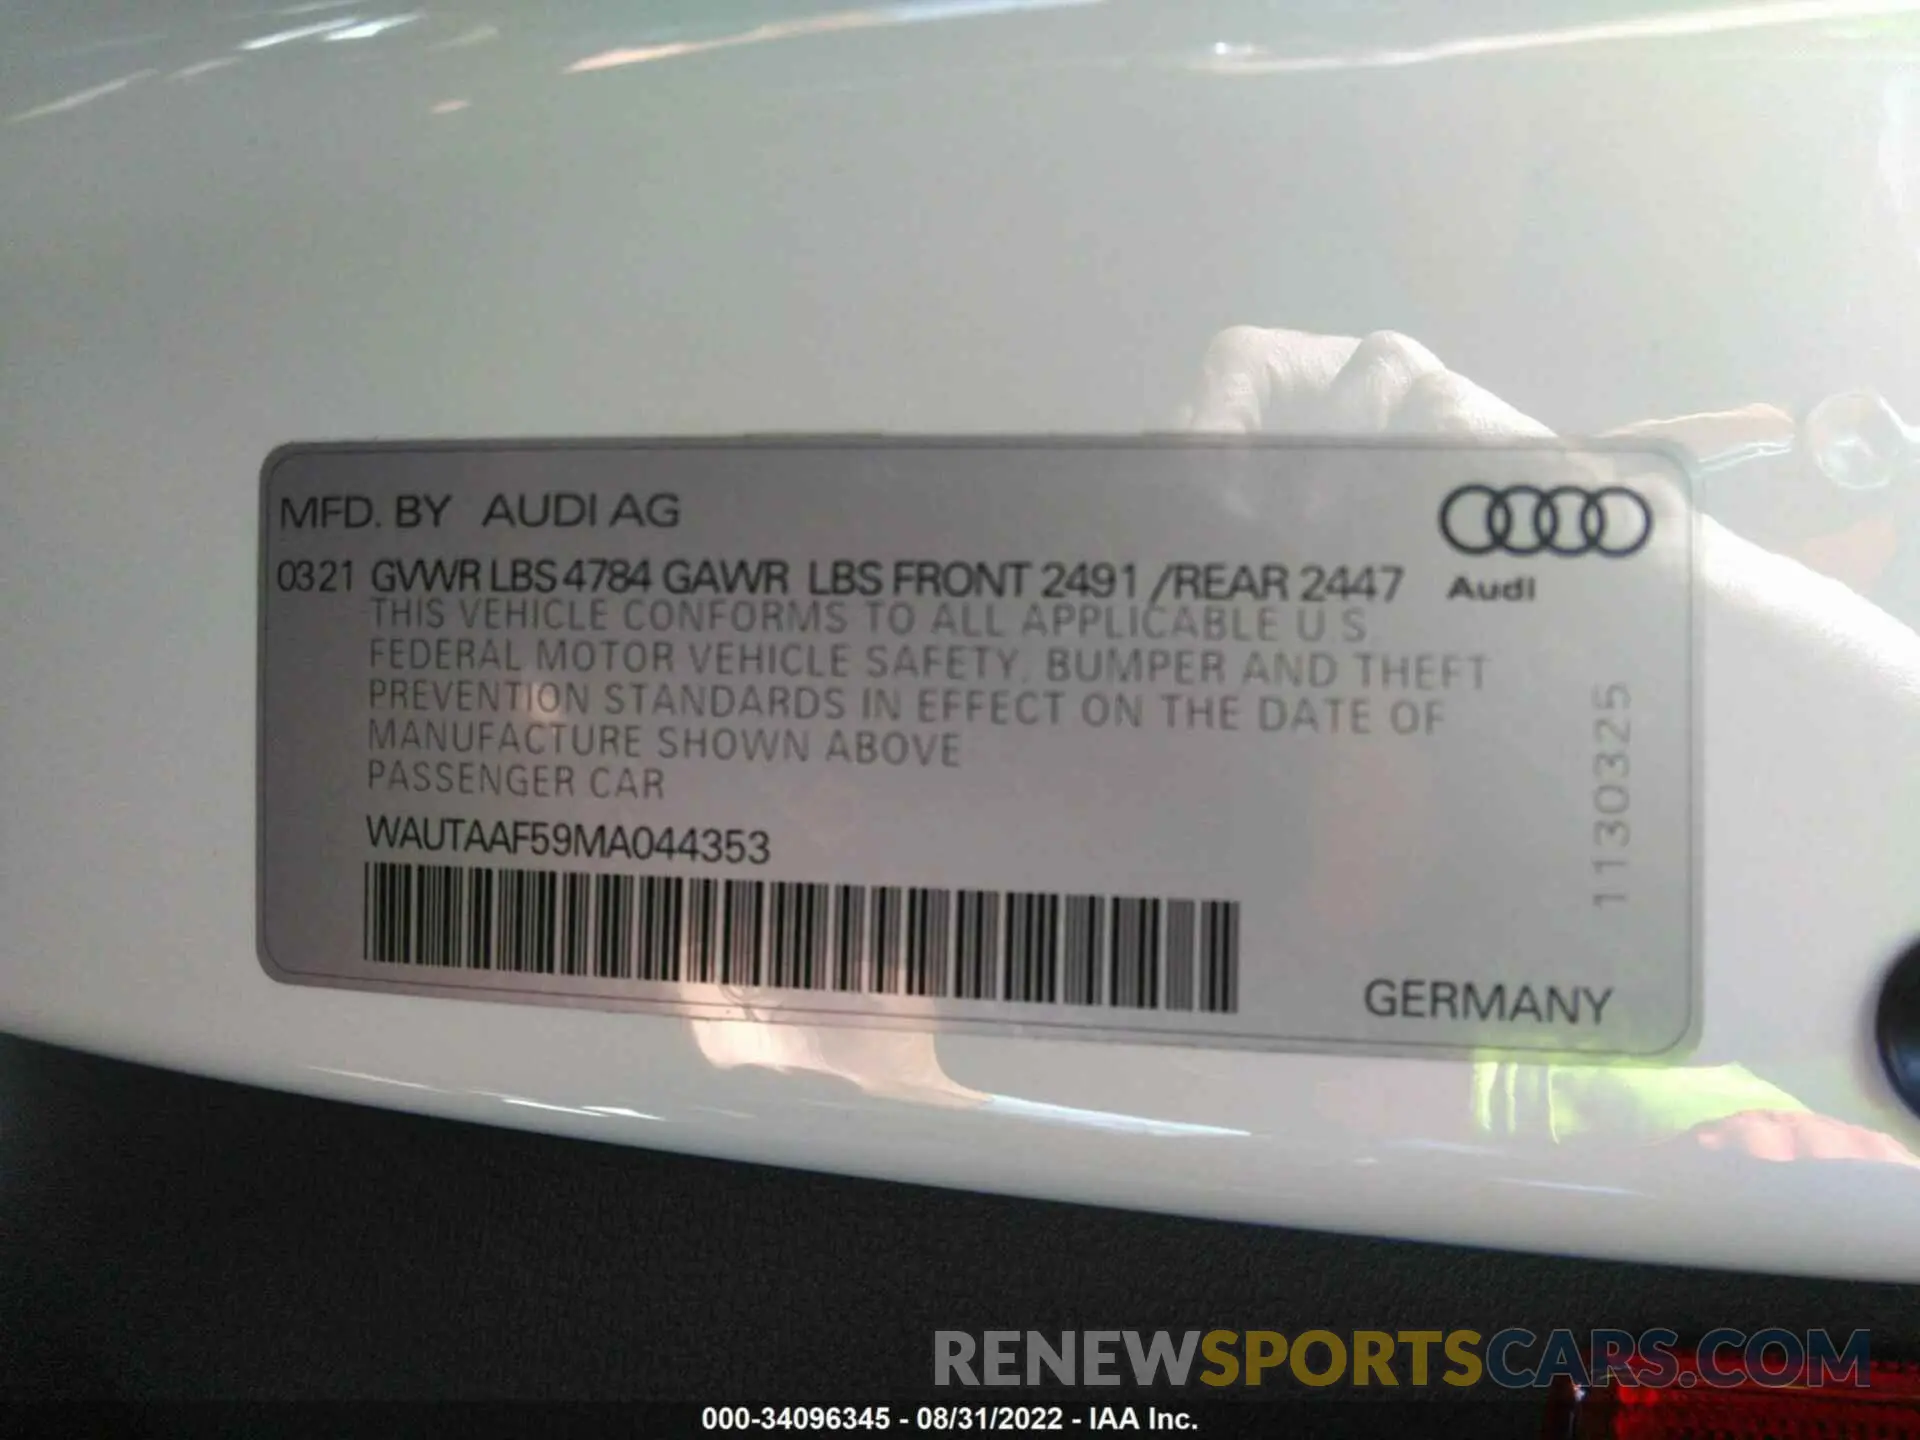 MFD. BY AUDI AG
0321 GVWR LBS 4784 GAWR LBS FRONT 2491 /REAR 2447
Audi
THIS VEHICLE CONFORMS TO ALL APPLICABLE U.S.
FEDERAL MOTOR VEHICLE SAFETY, BUMPER AND THEFT
PREVENTION STANDARDS IN EFFECT ON THE DATE OF
MANUFACTURE SHOWN ABOVE
PASSENGER CAR
WAUTAAF59MA044353
1130325
GERMANY
RENEWSPORTSCARS.COM
000-34096345 - 08/31/2022 - IAA Inc.